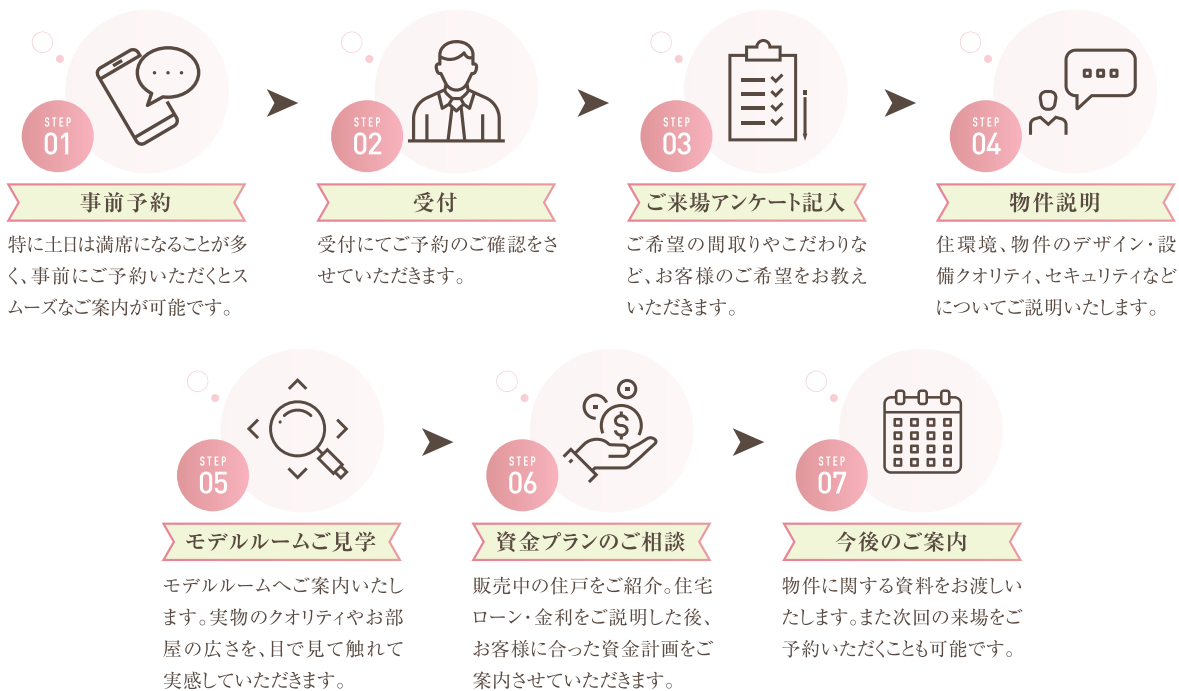 STEP
01
事前予約
特に土日は満席になることが多
く、事前にご予約いただくとス
ムーズなご案内が可能です。
STEP
02
受付
受付にてご予約のご確認をさ
せていただきます。
STEP
03
ご来場アンケート記入
ご希望の間取りやこだわりな
ど、お客様のご希望をお教え
いただきます。
STEP
04
物件説明
住環境、物件のデザイン・設
備クオリティ、セキュリティなど
についてご説明いたします。
STEP
05
モデルルームご見学
モデルルームへご案内いたし
ます。実物のクオリティやお部
屋の広さを、目で見て触れて
実感していただきます。
STEP
06
資金プランのご相談
販売中の住戸をご紹介。住宅
ローン・金利をご説明した後、
お客様に合った資金計画をご
案内させていただきます。
STEP
07
今後のご案内
物件に関する資料をお渡しい
たします。また次回の来場をご
予約いただくことも可能です。